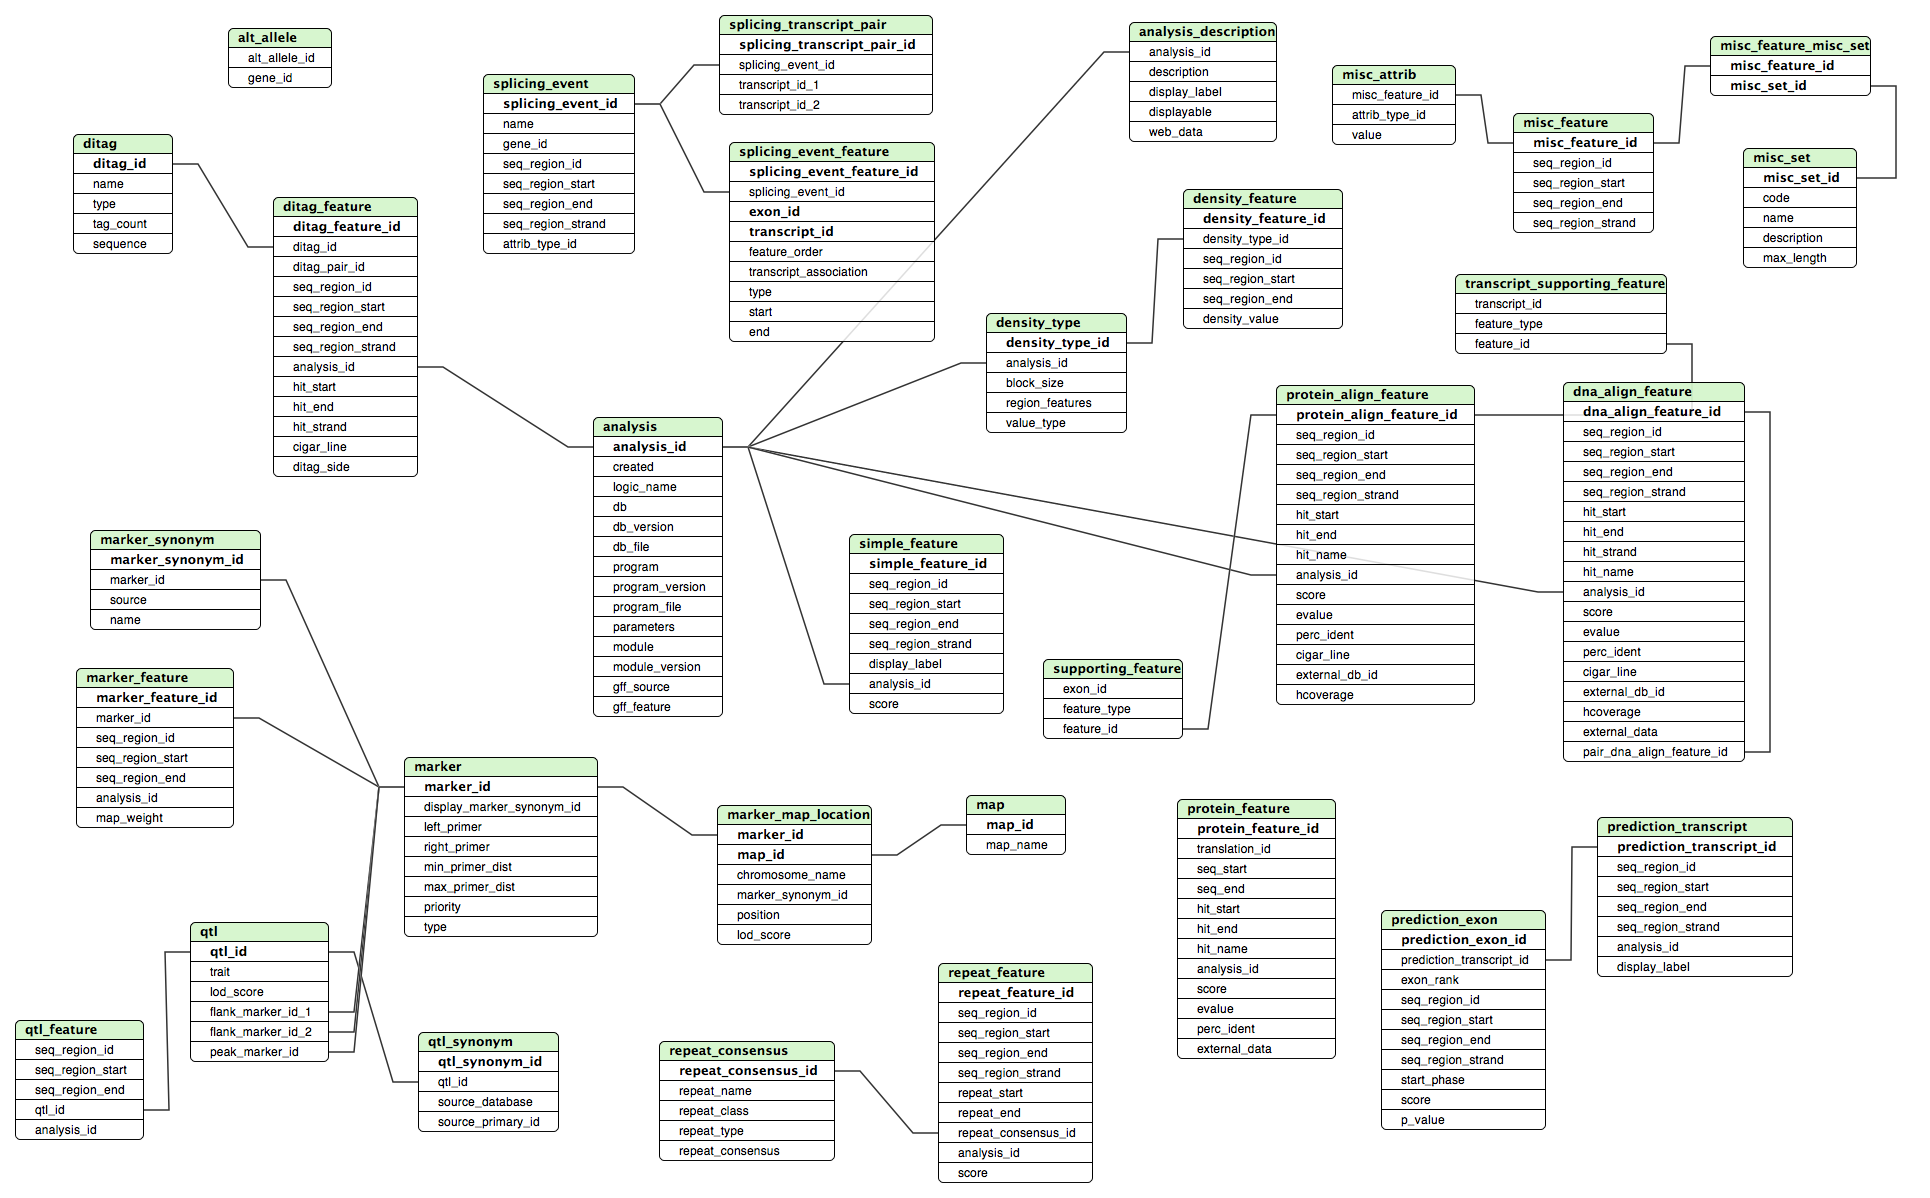 alt_allele
alt_allele_id
gene_id
splicing_transcript_pair
splicing_transcript_pair_id
splicing_event_id
transcript_id_1
transcript_id_2
analysis_description
analysis_id
description
display_label
displayable
web_data
misc_feature_misc_set
misc_feature_id
misc_set_id
misc_attrib
misc_feature_id
attrib_type_id
value
splicing_event
splicing_event_id
name
gene_id
seq_region_id
seq_region_start
seq_region_end
seq_region_strand
attrib_type_id
misc_feature
misc_feature_id
seq_region_id
seq_region_start
seq_region_end
seq_region_strand
ditag
ditag_id
name
type
tag_count
sequence
splicing_event_feature
splicing_event_feature_id
splicing_event_id
exon_id
transcript_id
feature_order
transcript_association
type
start
end
misc_set
misc_set_id
code
name
description
max_length
density_feature
density_feature_id
density_type_id
seq_region_id
seq_region_start
seq_region_end
density_value
ditag_feature
ditag_feature_id
ditag_id
ditag_pair_id
seq_region_id
seq_region_start
seq_region_end
seq_region_strand
analysis_id
hit_start
hit_end
hit_strand
cigar_line
ditag_side
transcript_supporting_feature
transcript_id
feature_type
feature_id
density_type
density_type_id
analysis_id
block_size
region_features
value_type
protein_align_feature
protein_align_feature_id
seq_region_id
seq_region_start
seq_region_end
seq_region_strand
hit_start
hit_end
hit_name
analysis_id
score
evalue
perc_ident
cigar_line
external_db_id
hcoverage
dna_align_feature
dna_align_feature_id
seq_region_id
seq_region_start
seq_region_end
seq_region_strand
hit_start
hit_end
hit_strand
hit_name
analysis_id
score
evalue
perc_ident
cigar_line
external_db_id
hcoverage
external_data
pair_dna_align_feature_id
analysis
analysis_id
created
logic_name
db
db_version
db_file
program
program_version
program_file
parameters
module
module_version
gff_source
gff_feature
marker_synonym
marker_synonym_id
marker_id
source
name
simple_feature
simple_feature_id
seq_region_id
seq_region_start
seq_region_end
seq_region_strand
display_label
analysis_id
score
supporting_feature
exon_id
feature_type
feature_id
marker_feature
marker_feature_id
marker_id
seq_region_id
seq_region_start
seq_region_end
analysis_id
map_weight
marker
marker_id
display_marker_synonym_id
left_primer
right_primer
min_primer_dist
max_primer_dist
priority
type
marker_map_location
marker_id
map_id
chromosome_name
marker_synonym_id
position
lod_score
map
map_id
map_name
protein_feature
protein_feature_id
translation_id
seq_start
seq_end
hit_start
hit_end
hit_name
analysis_id
score
evalue
perc_ident
external_data
prediction_transcript
prediction_transcript_id
seq_region_id
seq_region_start
seq_region_end
seq_region_strand
analysis_id
display_label
prediction_exon
prediction_exon_id
prediction_transcript_id
exon_rank
seq_region_id
seq_region_start
seq_region_end
seq_region_strand
start_phase
score
p_value
qtl
qtl_id
trait
lod_score
flank_marker_id_1
flank_marker_id_2
peak_marker_id
repeat_feature
repeat_feature_id
seq_region_id
seq_region_start
seq_region_end
seq_region_strand
repeat_start
repeat_end
repeat_consensus_id
analysis_id
score
qtl_feature
seq_region_id
seq_region_start
seq_region_end
qtl_id
analysis_id
qtl_synonym
qtl_synonym_id
qtl_id
source_database
source_primary_id
repeat_consensus
repeat_consensus_id
repeat_name
repeat_class
repeat_type
repeat_consensus